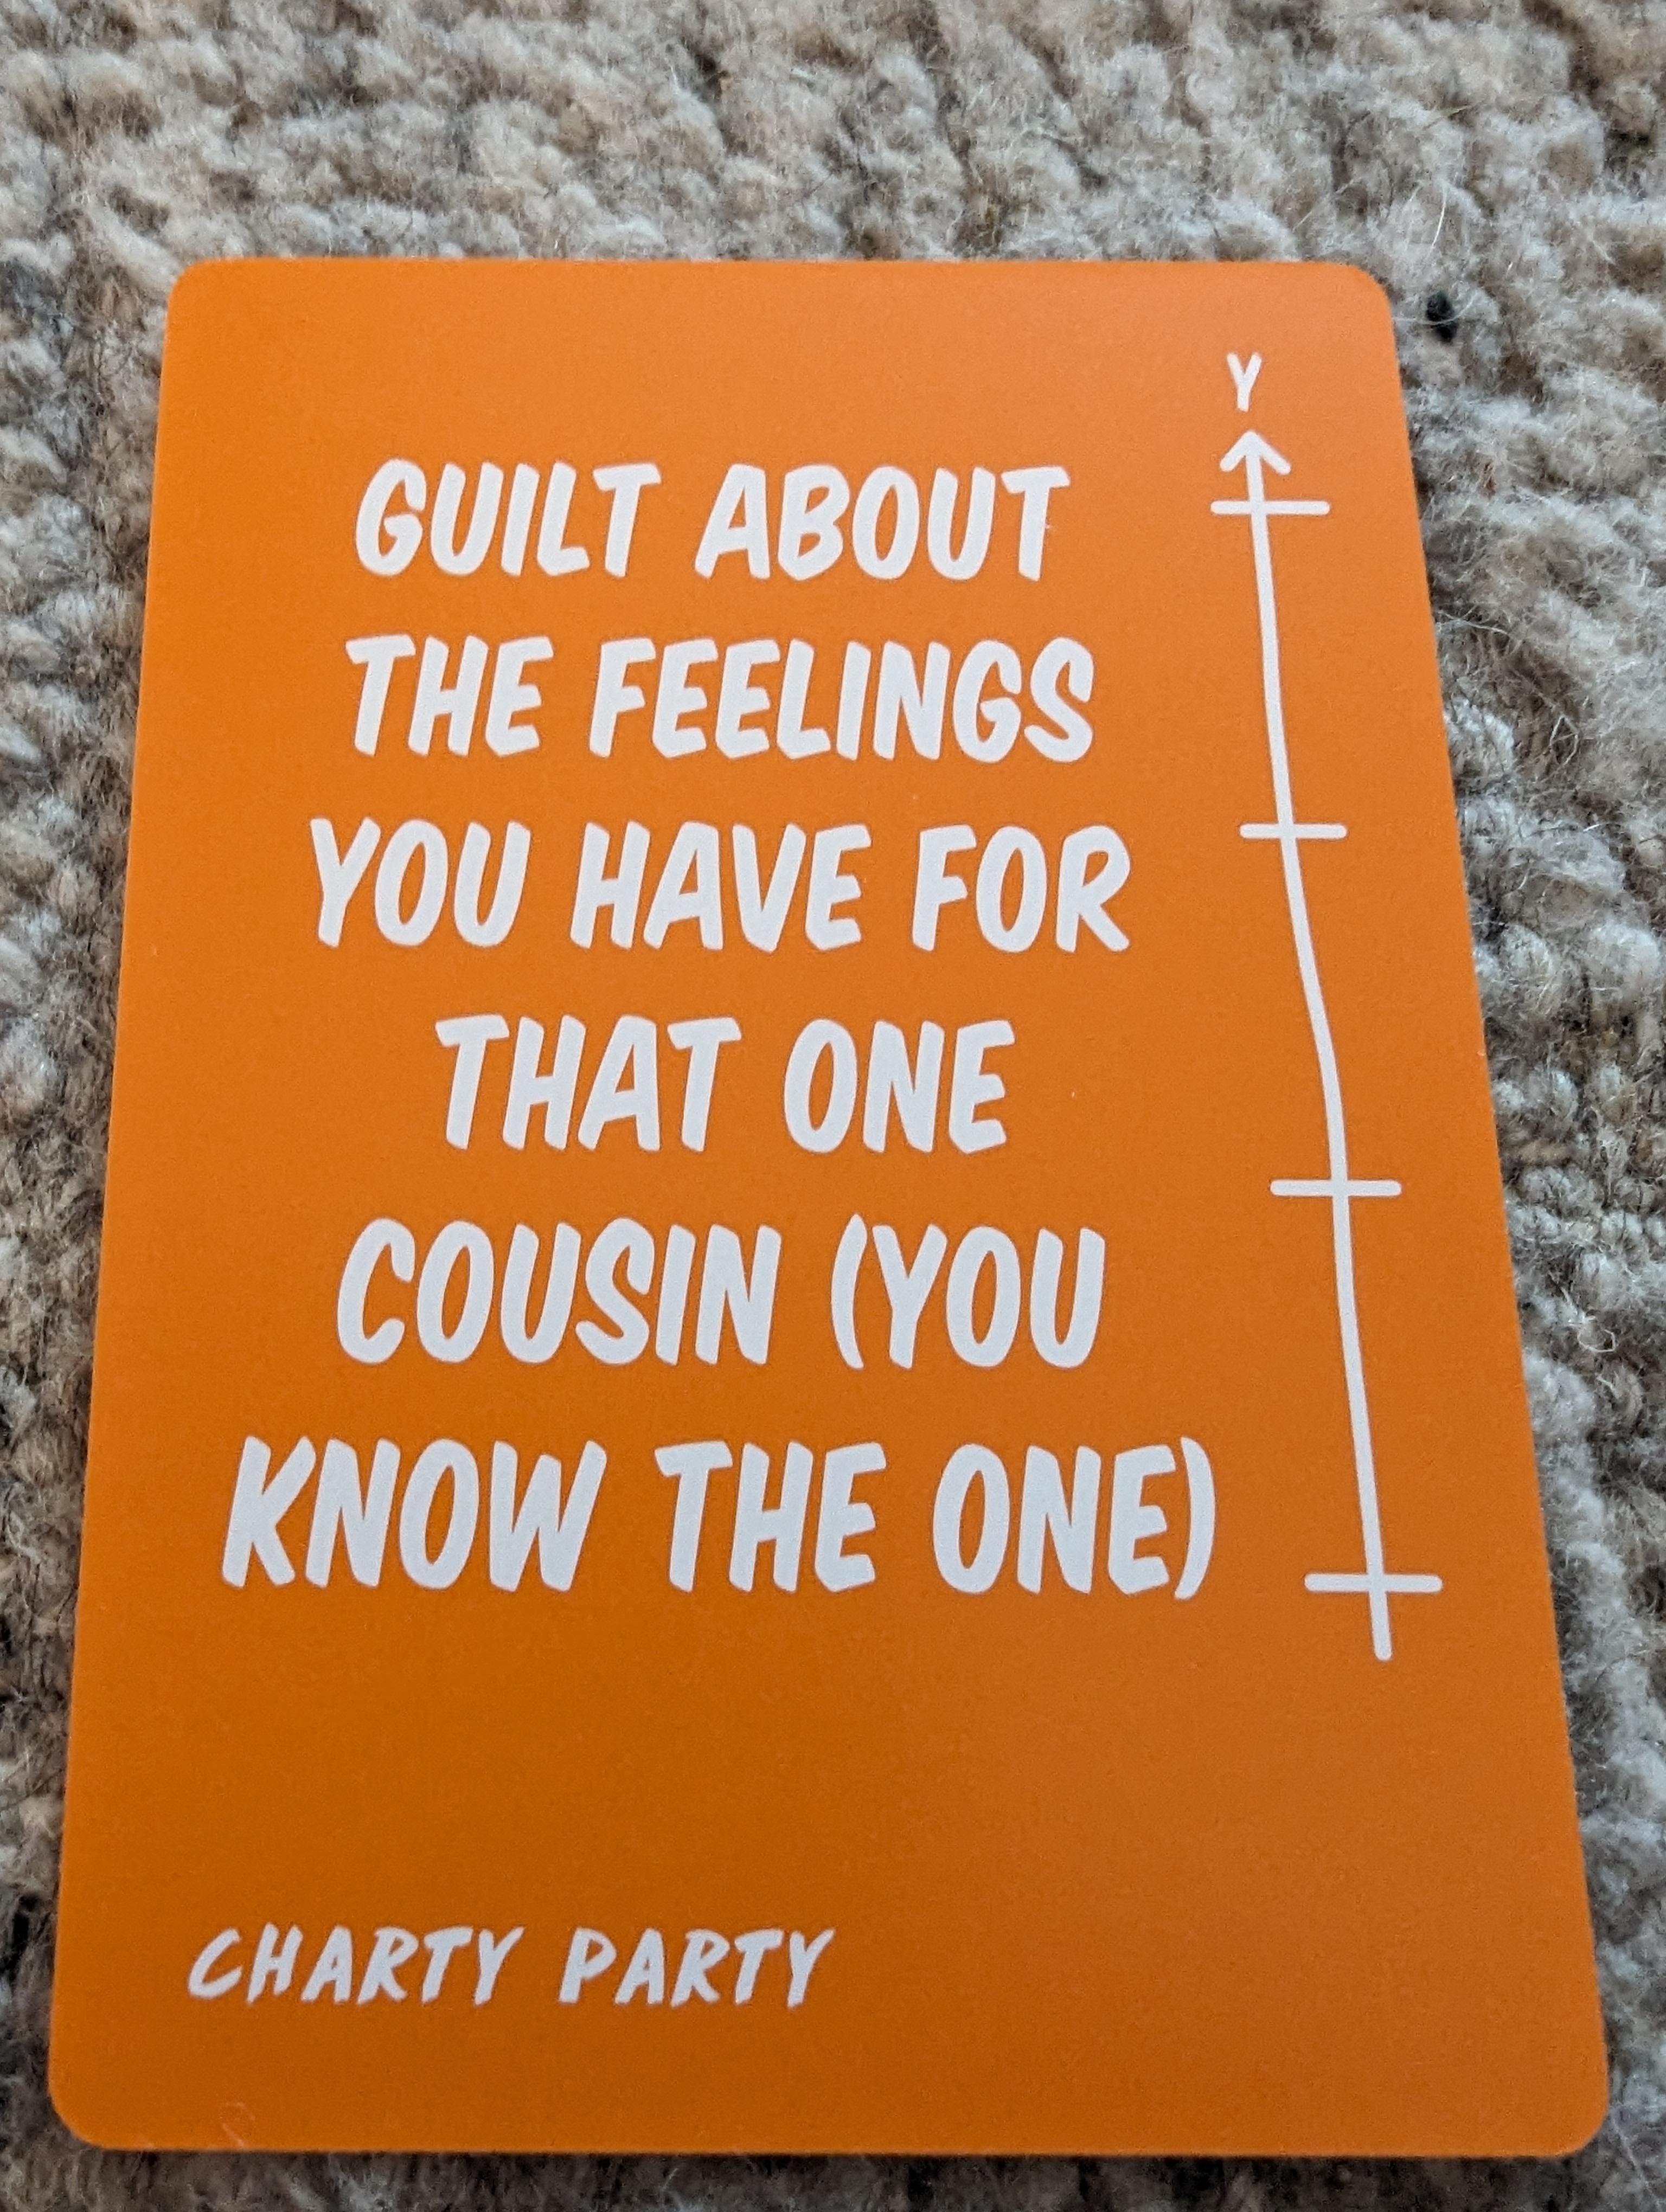 Y
GUILT ABOUT
THE FEELINGS
YOU HAVE FOR
THAT ONE
COUSIN (YOU
KNOW THE ONE)
CHARTY PARTY